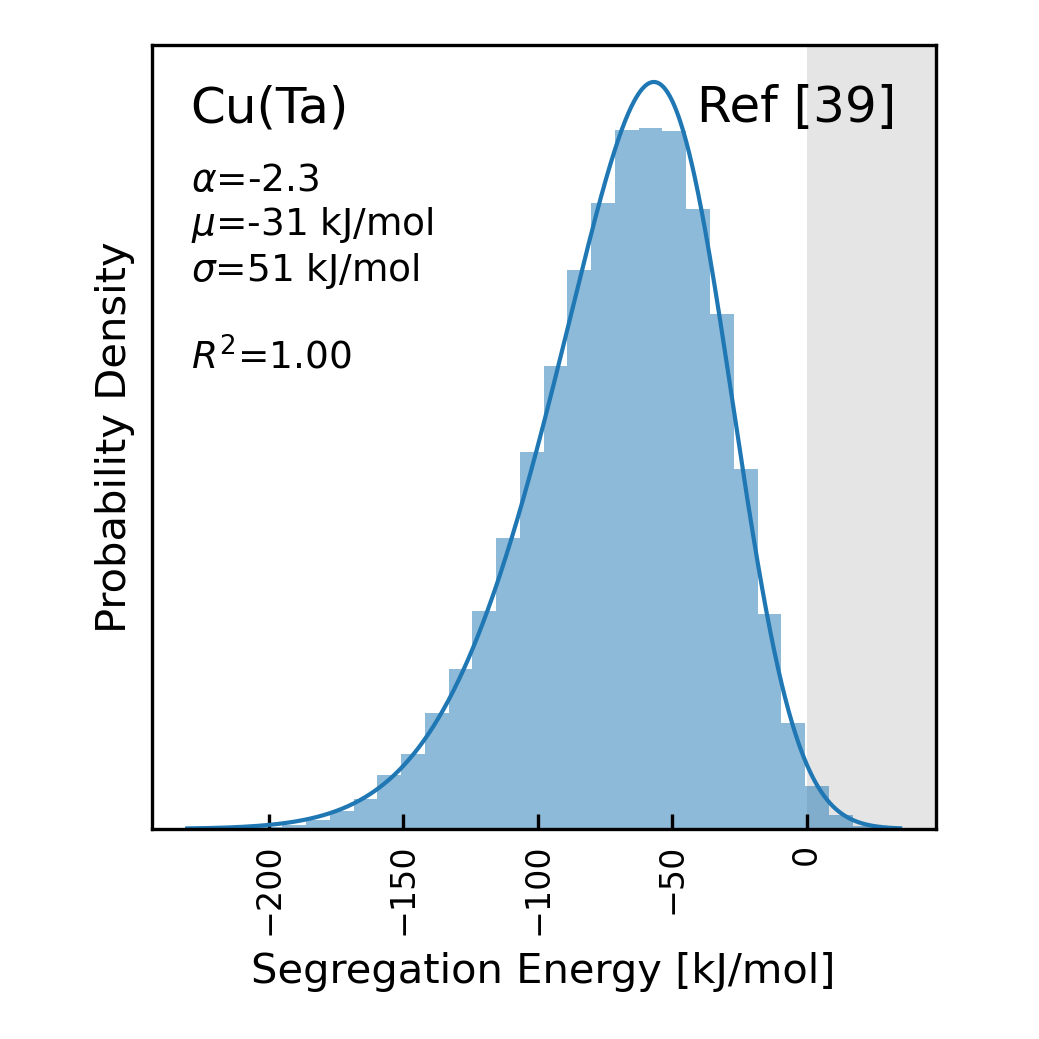 Cu(Ta)
Ref [39]
α=-2.3
μ=-31 kJ/mol
σ=51 kJ/mol
R²=1.00
Probability Density
−200
−150
−100
−50
0
Segregation Energy [kJ/mol]